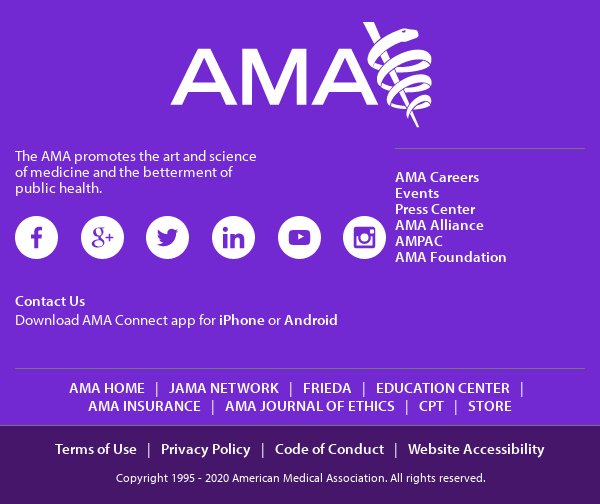 AMA
The AMA promotes the art and science
of medicine and the betterment of
public health.
AMA Careers
Events
Press Center
AMA Alliance
AMPAC
AMA Foundation
f g+ in
Contact Us
Download AMA Connect app for iPhone or Android
AMA HOME | JAMA NETWORK | FRIEDA | EDUCATION CENTER |
AMA INSURANCE | AMA JOURNAL OF ETHICS | CPT | STORE
Terms of Use | Privacy Policy | Code of Conduct | Website Accessibility
Copyright 1995 - 2020 American Medical Association. All rights reserved.